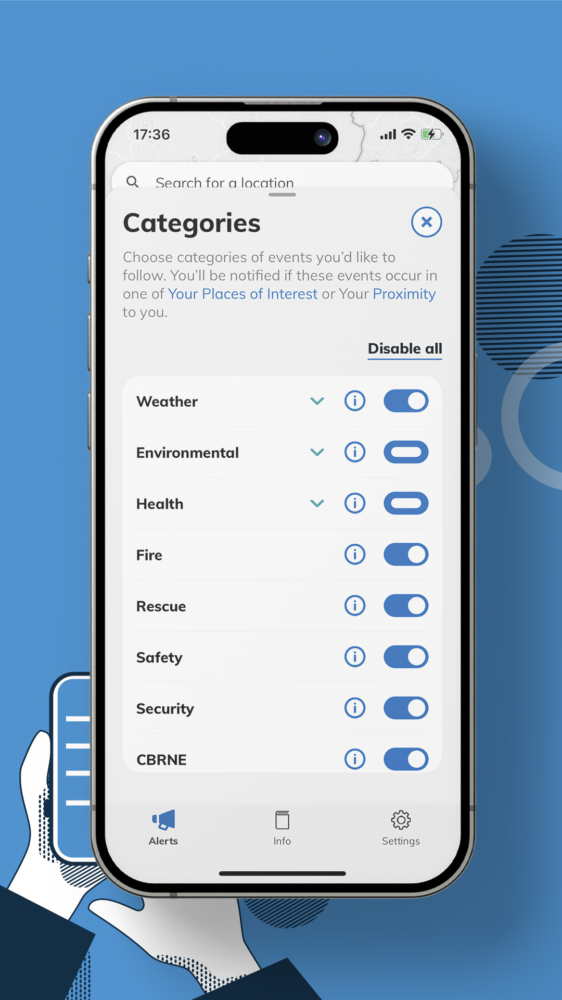 17:36
Search for a location
Categories
Choose categories of events you’d like to
follow. You’ll be notified if these events occur in
one of Your Places of Interest or Your Proximity
to you.
Disable all
Weather
Environmental
Health
Fire
Rescue
Safety
Security
CBRNE
Alerts
Info
Settings